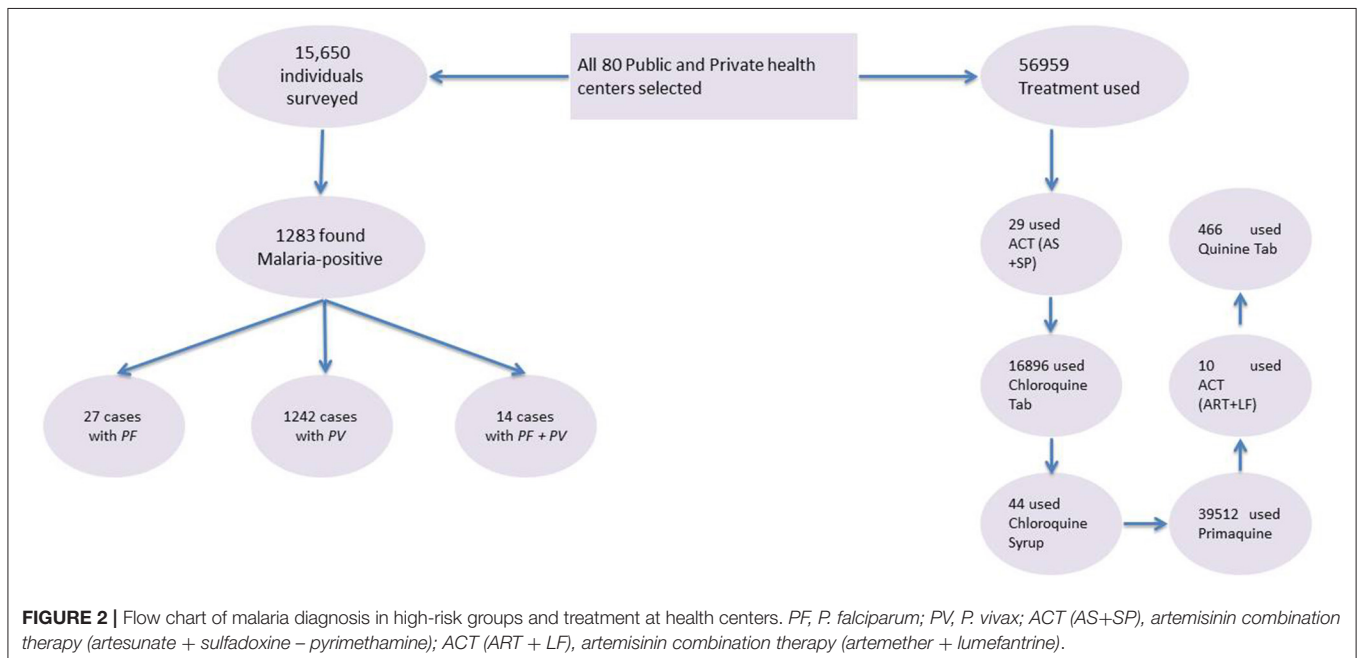 15,650
individuals
surveyed
All 80 Public and Private health
centers selected
56959
Treatment used
1283 found
Malaria-positive
27 cases
with PF
1242 cases
with PV
14 cases
with PF + PV
29 used
ACT (AS
+SP)
16896 used
Chloroquine
Tab
44 used
Chloroquine
Syrup
39512 used
Primaquine
10 used
ACT
(ART+LF)
466 used
Quinine Tab
FIGURE 2 | Flow chart of malaria diagnosis in high-risk groups and treatment at health centers. PF, P. falciparum; PV, P. vivax; ACT (AS+SP), artemisinin combination
therapy (artesunate + sulfadoxine – pyrimethamine); ACT (ART + LF), artemisinin combination therapy (artemether + lumefantrine).